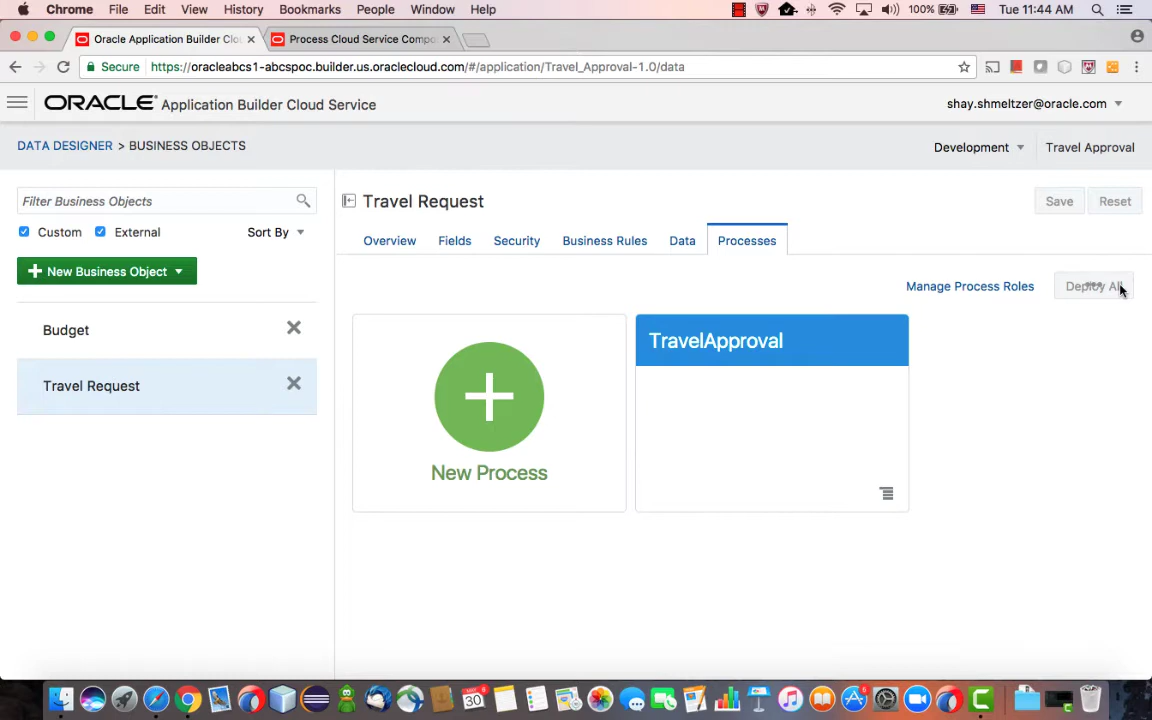 Chrome File Edit View History Bookmarks People Window Help 100% Tue 11:44 AM
Oracle Application Builder Clo × Process Cloud Service Compo ×
Secure https://oracleabcs1-abcspoc.builder.us.oraclecloud.com/#/application/Travel_Approval-1.0/data
ORACLE Application Builder Cloud Service shay.shmeltzer@oracle.com
DATA DESIGNER > BUSINESS OBJECTS Development Travel Approval
Filter Business Objects
Travel Request Save Reset
Custom External Sort By
Overview Fields Security Business Rules Data Processes
New Business Object
Manage Process Roles Deploy All
Budget
TravelApproval
Travel Request
New Process
30